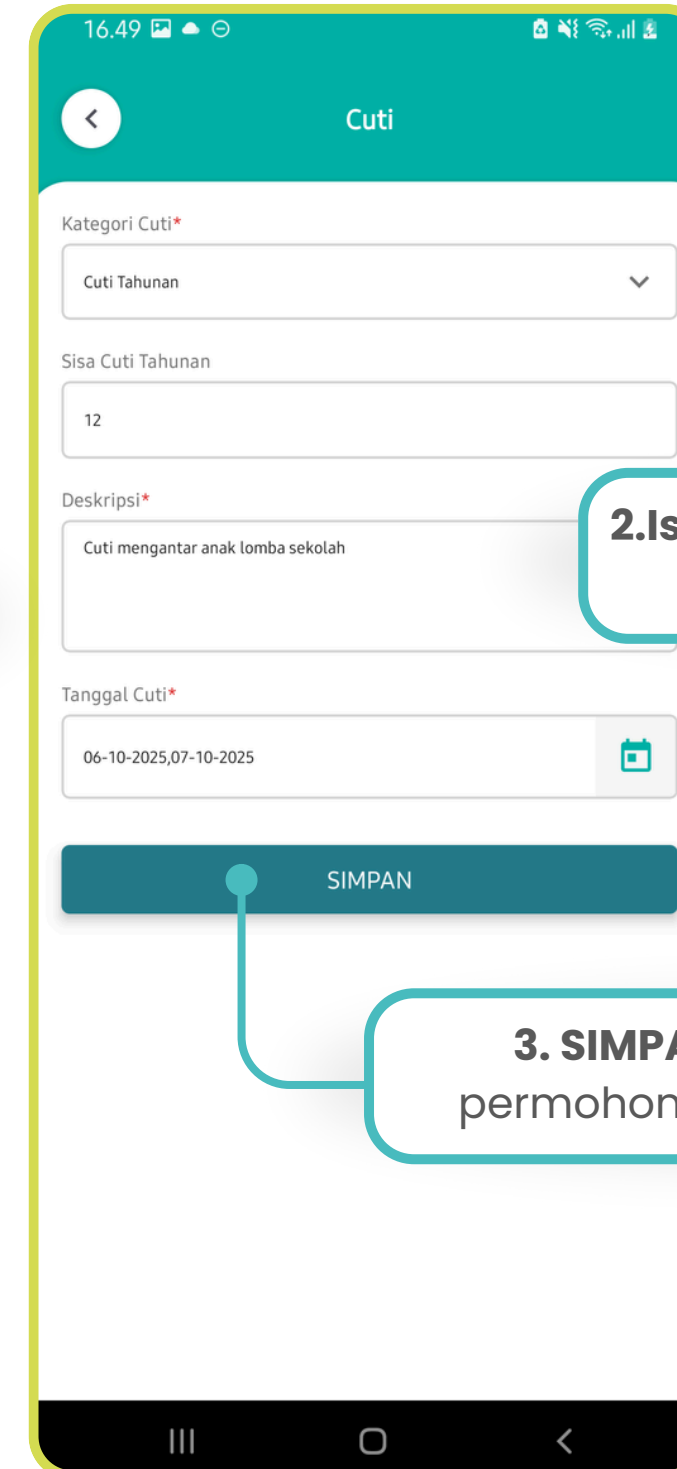 16.49
Cuti
Kategori Cuti*
Cuti Tahunan
Sisa Cuti Tahunan
12
Deskripsi*
Cuti mengantar anak lomba sekolah
2.Is
Tanggal Cuti*
06-10-2025,07-10-2025
SIMPAN
3. SIMPA
permohon